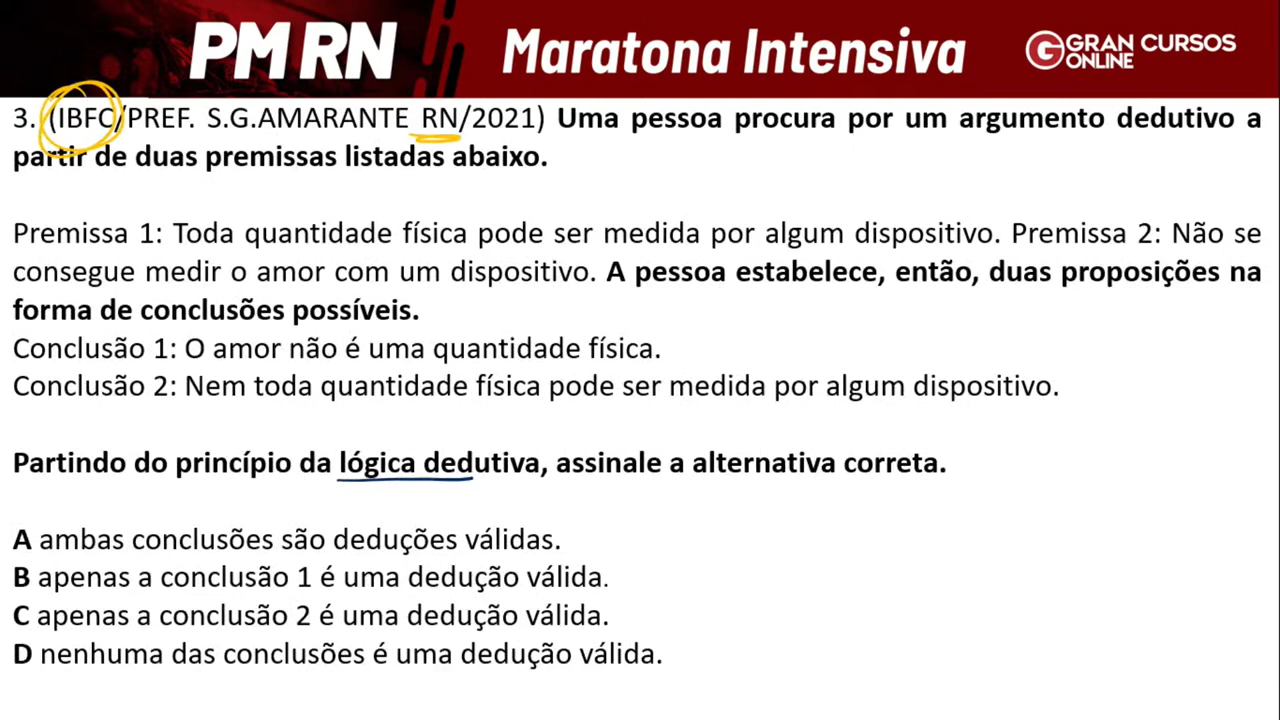 PM RN Maratona Intensiva GRAN CURSOS
ONLINE
3. (IBFC/PREF. S.G.AMARANTE RN/2021) Uma pessoa procura por um argumento dedutivo a
partir de duas premissas listadas abaixo.
Premissa 1: Toda quantidade física pode ser medida por algum dispositivo. Premissa 2: Não se
consegue medir o amor com um dispositivo. A pessoa estabelece, então, duas proposições na
forma de conclusões possíveis.
Conclusão 1: O amor não é uma quantidade física.
Conclusão 2: Nem toda quantidade física pode ser medida por algum dispositivo.
Partindo do princípio da lógica dedutiva, assinale a alternativa correta.
A ambas conclusões são deduções válidas.
B apenas a conclusão 1 é uma dedução válida.
C apenas a conclusão 2 é uma dedução válida.
D nenhuma das conclusões é uma dedução válida.